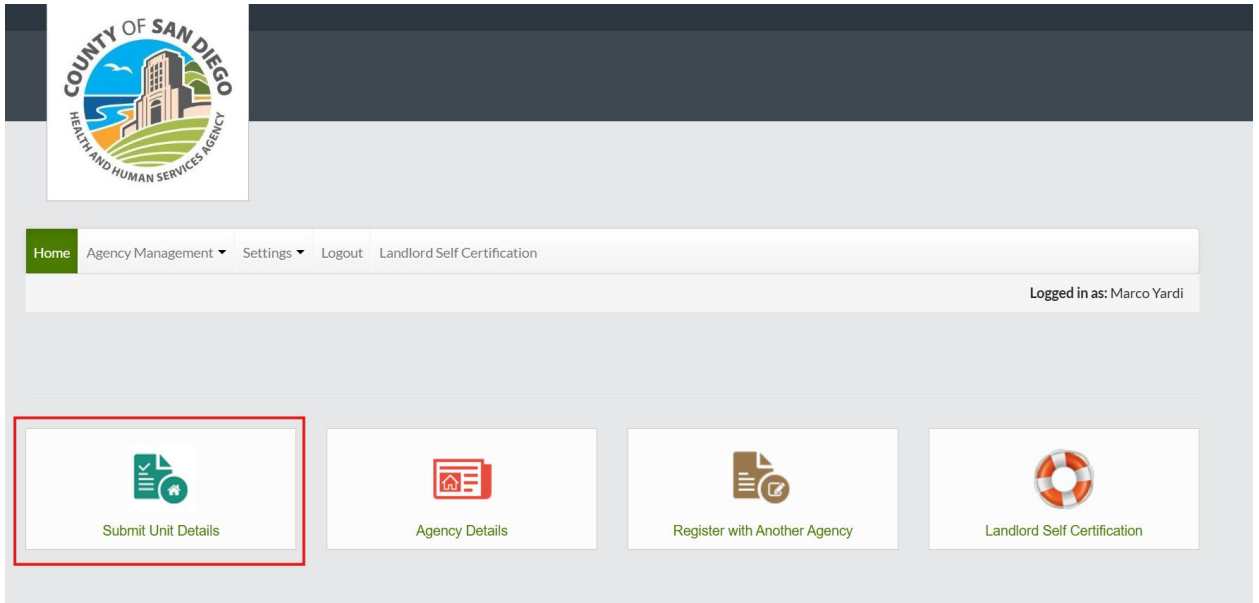 COUNTY OF SAN DIEGO
HEALTH AND HUMAN SERVICES AGENCY
Home Agency Management Settings Logout Landlord Self Certification
Logged in as: Marco Yardi
Submit Unit Details Agency Details Register with Another Agency Landlord Self Certification